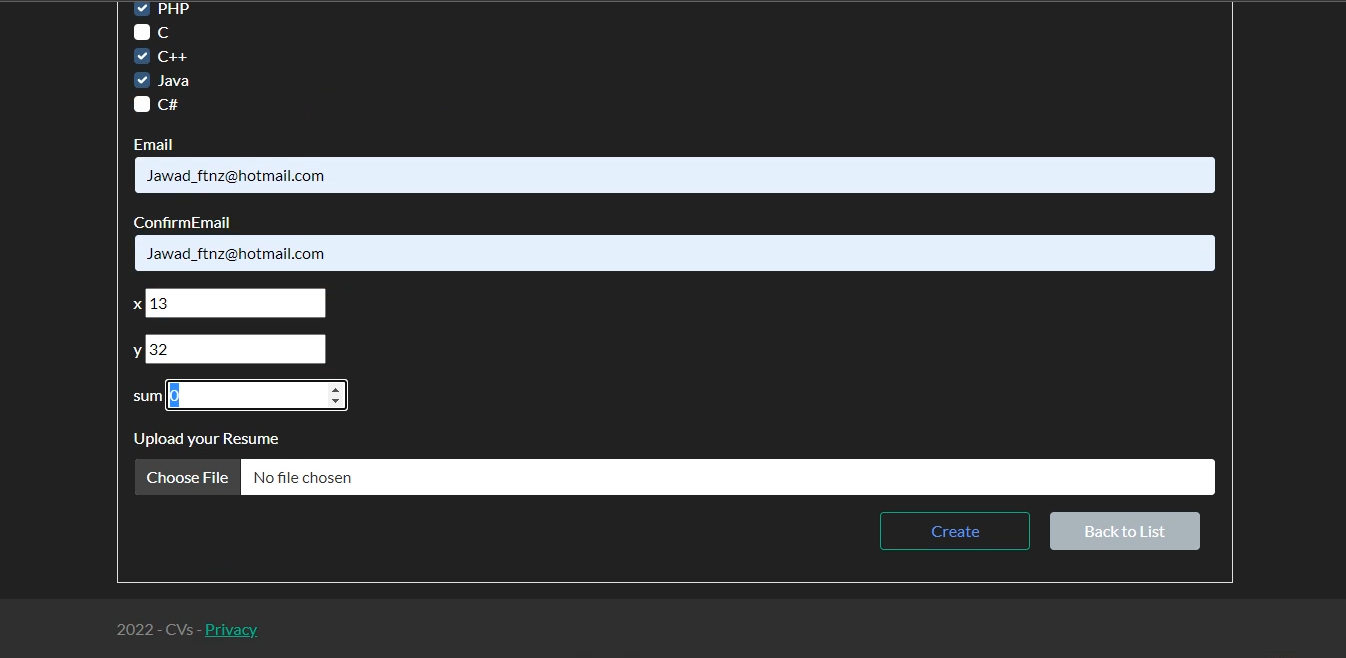 PHP
C
C++
Java
C#
Email
Jawad_ftnz@hotmail.com
ConfirmEmail
Jawad_ftnz@hotmail.com
x 13
y 32
sum 0
Upload your Resume
Choose File No file chosen
Create Back to List
2022 - CVs - Privacy